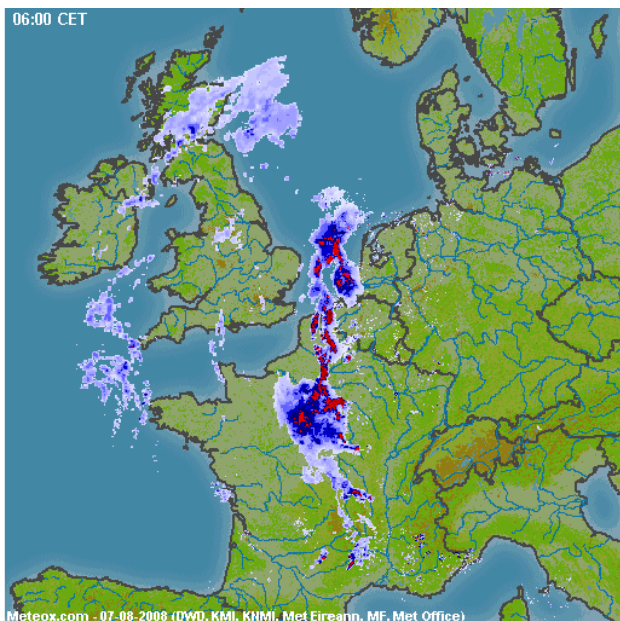 06:00 CET
Meteox.com - 07-08-2008 (DWD, KMI, KNMI, Met Eireann, MF, Met Office)